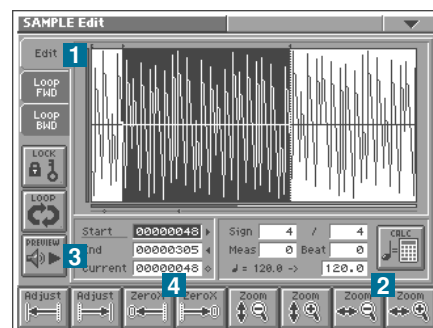 SAMPLE Edit
Edit 1
Loop FWD
Loop BWD
LOCK
LOOP
PREVIEW 3
Start 00000048
End 00000305
Current 00000048
Sign 4 / 4
Meas 0 Beat 0
♩ = 120.0 -> 120.0
CALC
4 2
Adjust Adjust ZeroX ZeroX Zoom Zoom Zoom Zoom